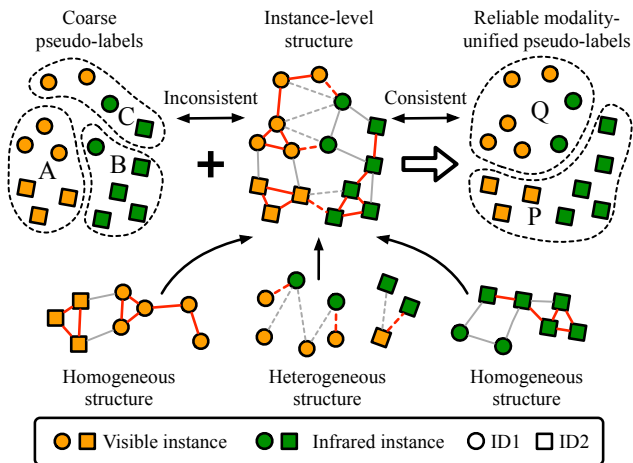 Coarse
pseudo-labels
Instance-level
structure
Reliable modality-
unified pseudo-labels
Inconsistent
Consistent
A
B
C
Q
P
Homogeneous
structure
Heterogeneous
structure
Homogeneous
structure
Visible instance
Infrared instance
ID1
ID2